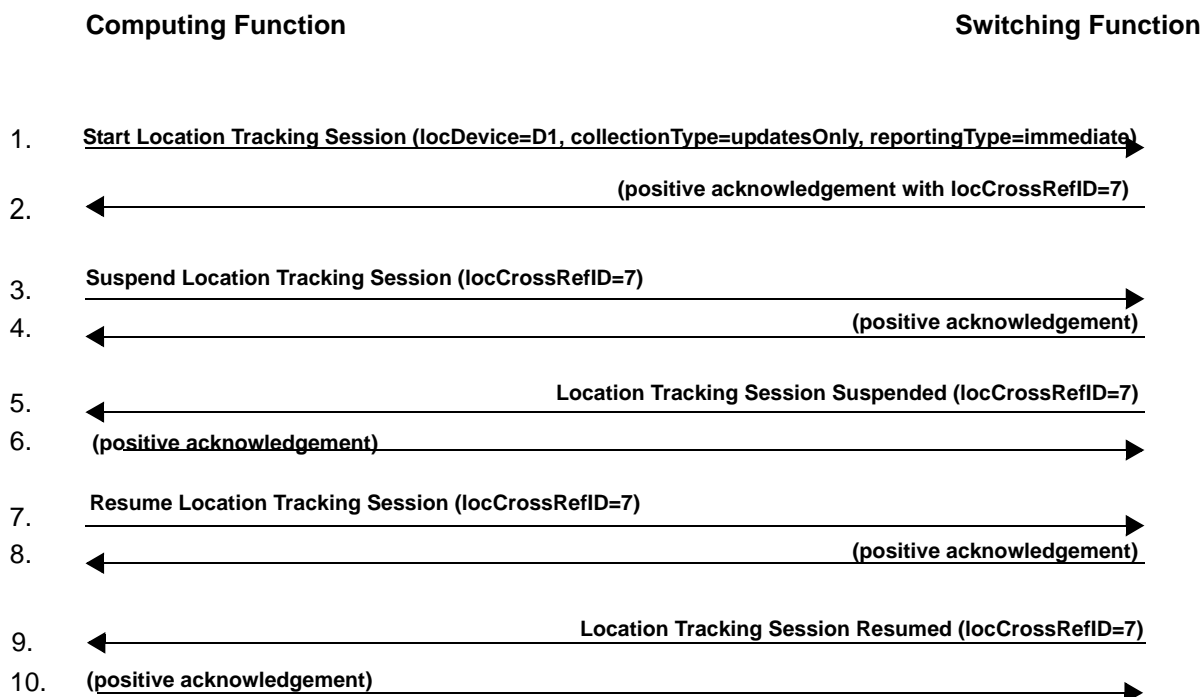 Computing Function Switching Function
1. Start Location Tracking Session (locDevice=D1, collectionType=updatesOnly, reportingType=immediate)
(positive acknowledgement with locCrossRefID=7)
2.
Suspend Location Tracking Session (locCrossRefID=7)
3.
4. (positive acknowledgement)
Location Tracking Session Suspended (locCrossRefID=7)
5.
6. (positive acknowledgement)
Resume Location Tracking Session (locCrossRefID=7)
7.
8. (positive acknowledgement)
Location Tracking Session Resumed (locCrossRefID=7)
9.
10. (positive acknowledgement)